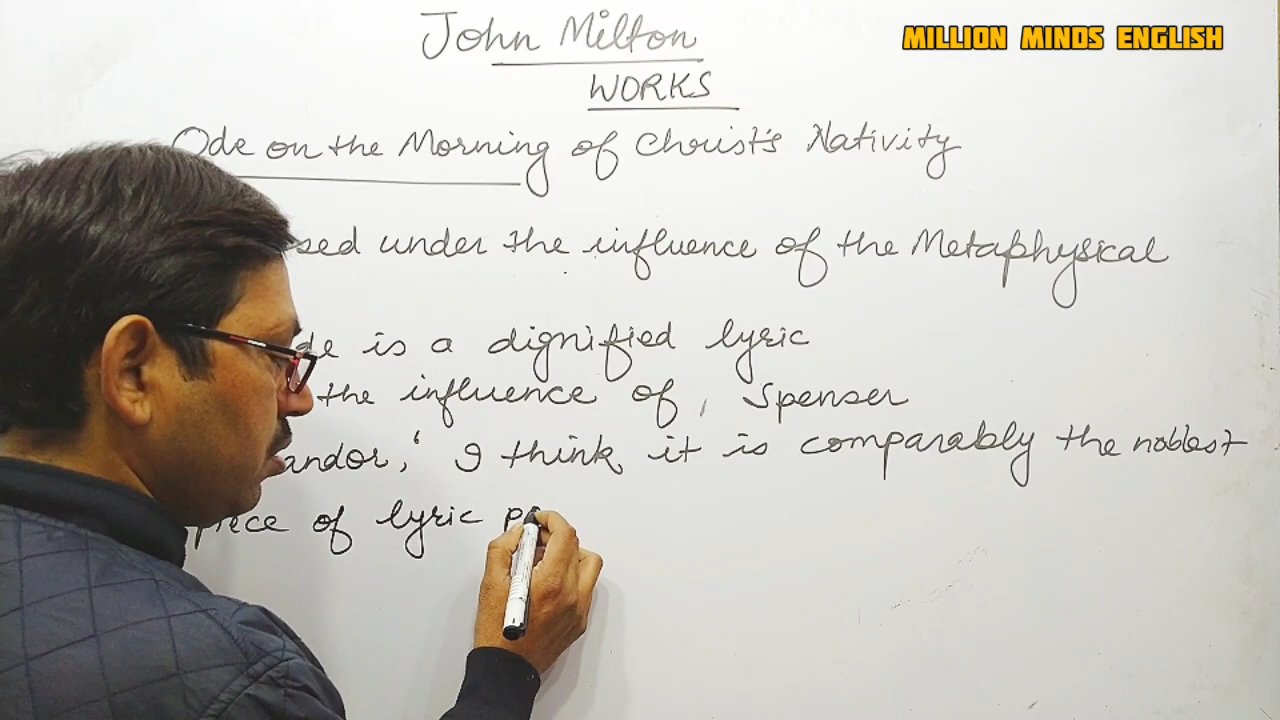 John Milton
MILLION MINDS ENGLISH
WORKS
Ode on the Morning of Christ's Nativity
sed under the influence of the Metaphysical
de is a dignified lyric
the influence of, Spenser
andor, ' I think it is comparably the noblest
piece of lyric po